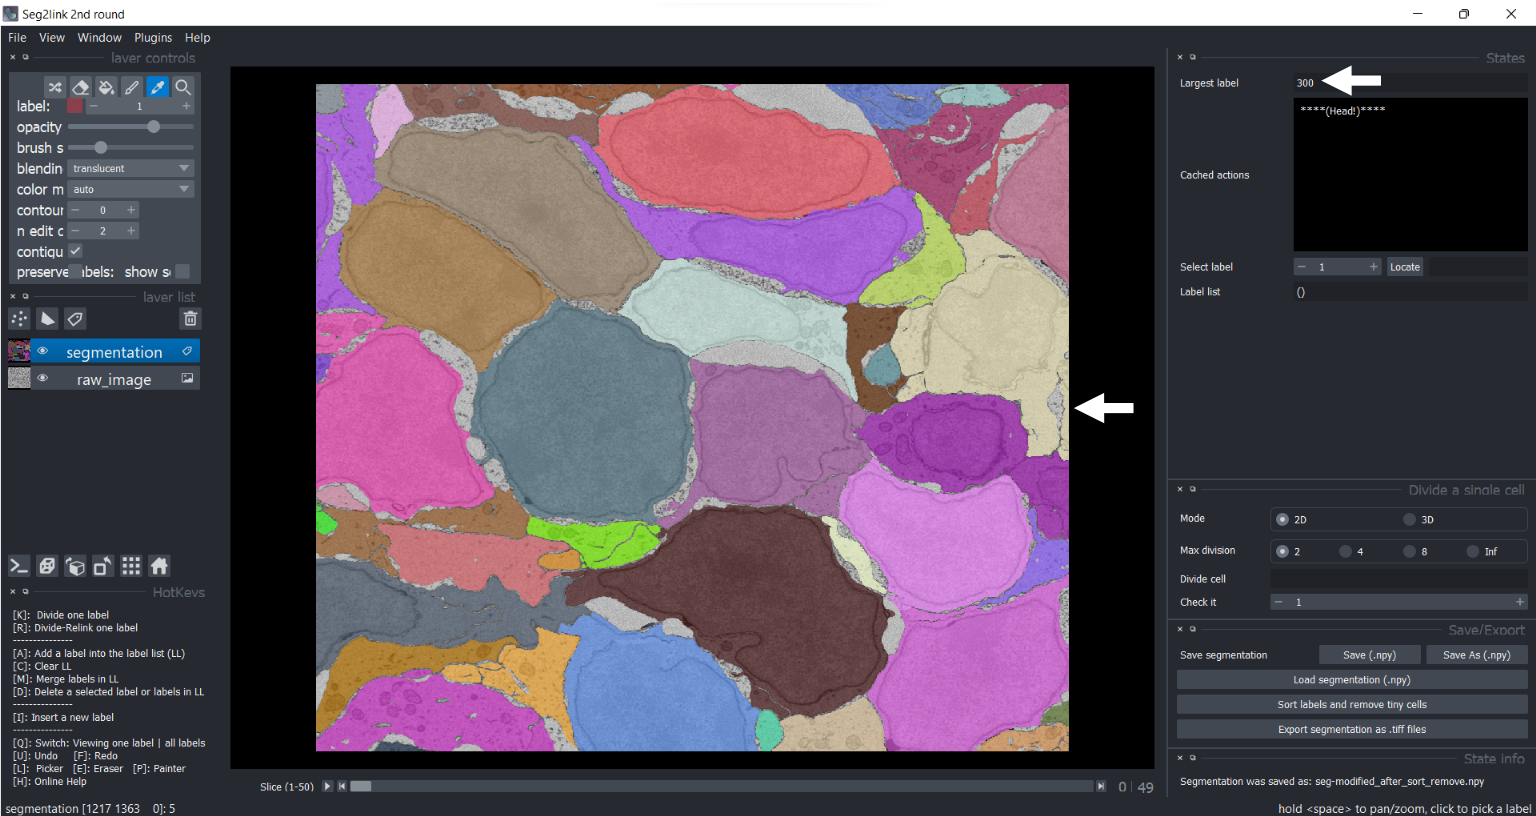 Seg2link 2nd round
File View Window Plugins Help
layer controls
label: 1
opacity
brush s
blendin translucent
color m auto
contour 0
n edit c 2
contigu
preserve labels: show s
layer list
segmentation
raw_image
HotKeys
[K]: Divide one label
[R]: Divide-Relink one label
---------------
[A]: Add a label into the label list (LL)
[C]: Clear LL
[M]: Merge labels in LL
[D]: Delete a selected label or labels in LL
---------------
[I]: Insert a new label
---------------
[Q]: Switch: Viewing one label | all labels
[U]: Undo [F]: Redo
[L]: Picker [E]: Eraser [P]: Painter
[H]: Online Help
segmentation [1217 1363 0]: 5
Slice (1-50) 0 | 49
States
Largest label 300
****(Head!)****
Cached actions
Select label 1 Locate
Label list ()
Divide a single cell
Mode 2D 3D
Max division 2 4 8 Inf
Divide cell
Check it 1
Save/Export
Save segmentation Save (.npy) Save As (.npy)
Load segmentation (.npy)
Sort labels and remove tiny cells
Export segmentation as .tiff files
State info
Segmentation was saved as: seg-modified_after_sort_remove.npy
hold <space> to pan/zoom, click to pick a label